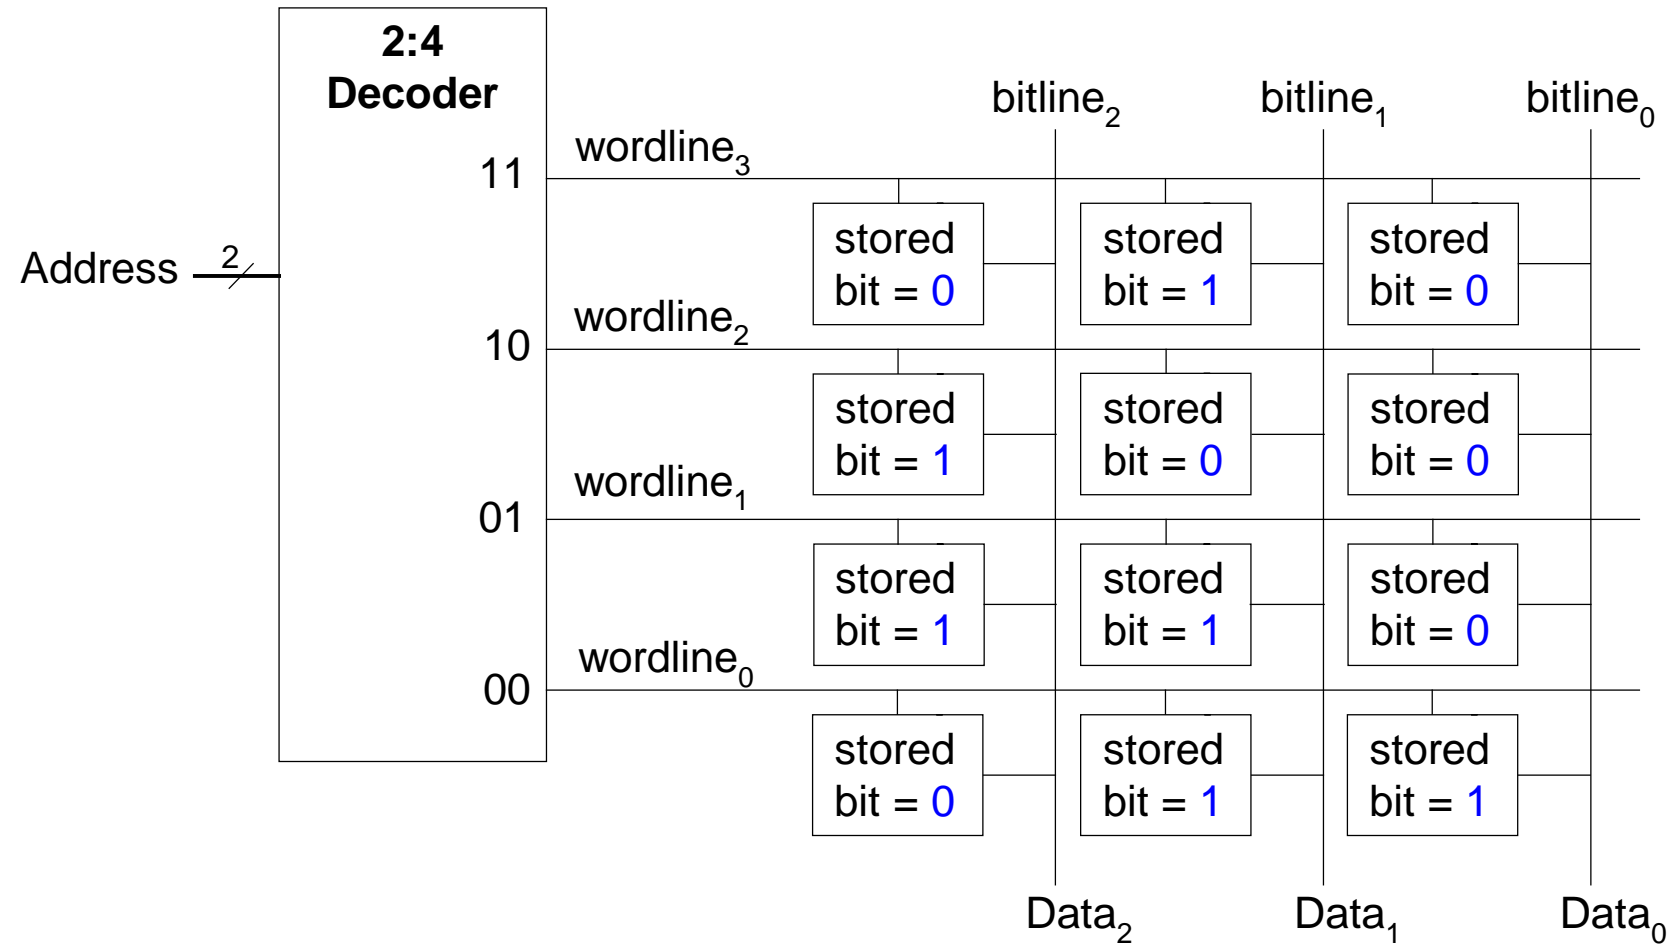 2:4
Decoder
bitline₂ bitline₁ bitline₀
wordline₃
11
stored stored stored
bit = 0 bit = 1 bit = 0
Address 2
wordline₂
10
stored stored stored
bit = 1 bit = 0 bit = 0
wordline₁
01
stored stored stored
bit = 1 bit = 1 bit = 0
wordline₀
00
stored stored stored
bit = 0 bit = 1 bit = 1
Data₂ Data₁ Data₀